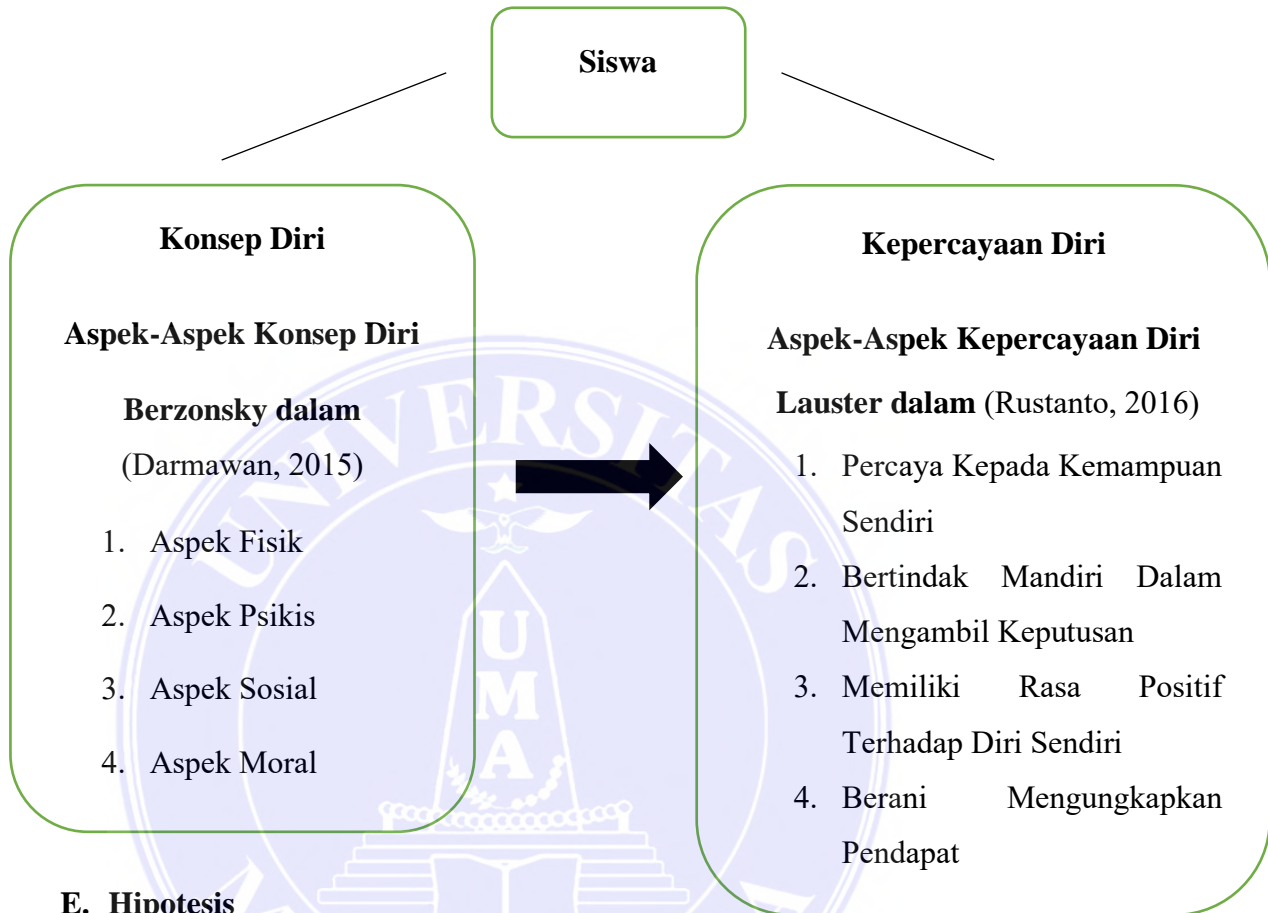 Siswa
Konsep Diri
Aspek-Aspek Konsep Diri
Berzonsky dalam
(Darmawan, 2015)
1. Aspek Fisik
2. Aspek Psikis
3. Aspek Sosial
4. Aspek Moral
Kepercayaan Diri
Aspek-Aspek Kepercayaan Diri
Lauster dalam (Rustanto, 2016)
1. Percaya Kepada Kemampuan
Sendiri
2. Bertindak Mandiri Dalam
Mengambil Keputusan
3. Memiliki Rasa Positif
Terhadap Diri Sendiri
4. Berani Mengungkapkan
Pendapat
UNIVERSITAS
UMA
E. Hipotesis